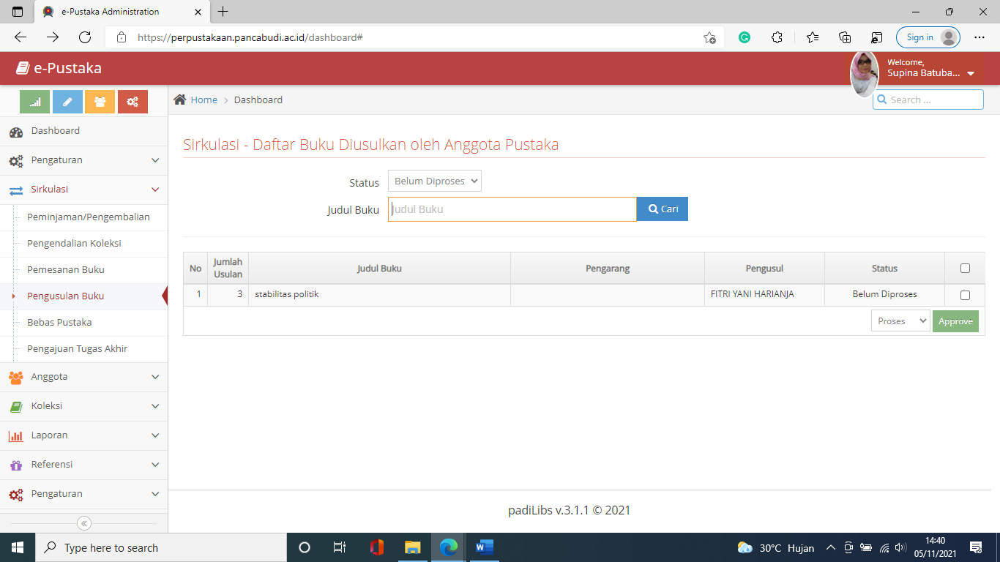 e-Pustaka Administration
https://perpustakaan.pancabudi.ac.id/dashboard#
Sign in
e-Pustaka
Welcome,
Supina Batuba...
Home > Dashboard
Search ...
Dashboard
Pengaturan
Sirkulasi
Peminjaman/Pengembalian
Pengendalian Koleksi
Pemesanan Buku
Pengusulan Buku
Bebas Pustaka
Pengajuan Tugas Akhir
Anggota
Koleksi
Laporan
Referensi
Pengaturan
Sirkulasi - Daftar Buku Diusulkan oleh Anggota Pustaka
Status Belum Diproses
Judul Buku Judul Buku Cari
No Jumlah Usulan Judul Buku Pengarang Pengusul Status
1 3 stabilitas politik FITRI YANI HARIANJA Belum Diproses
Proses Approve
padiLibs v.3.1.1 © 2021
Type here to search
30°C Hujan
14:40
05/11/2021